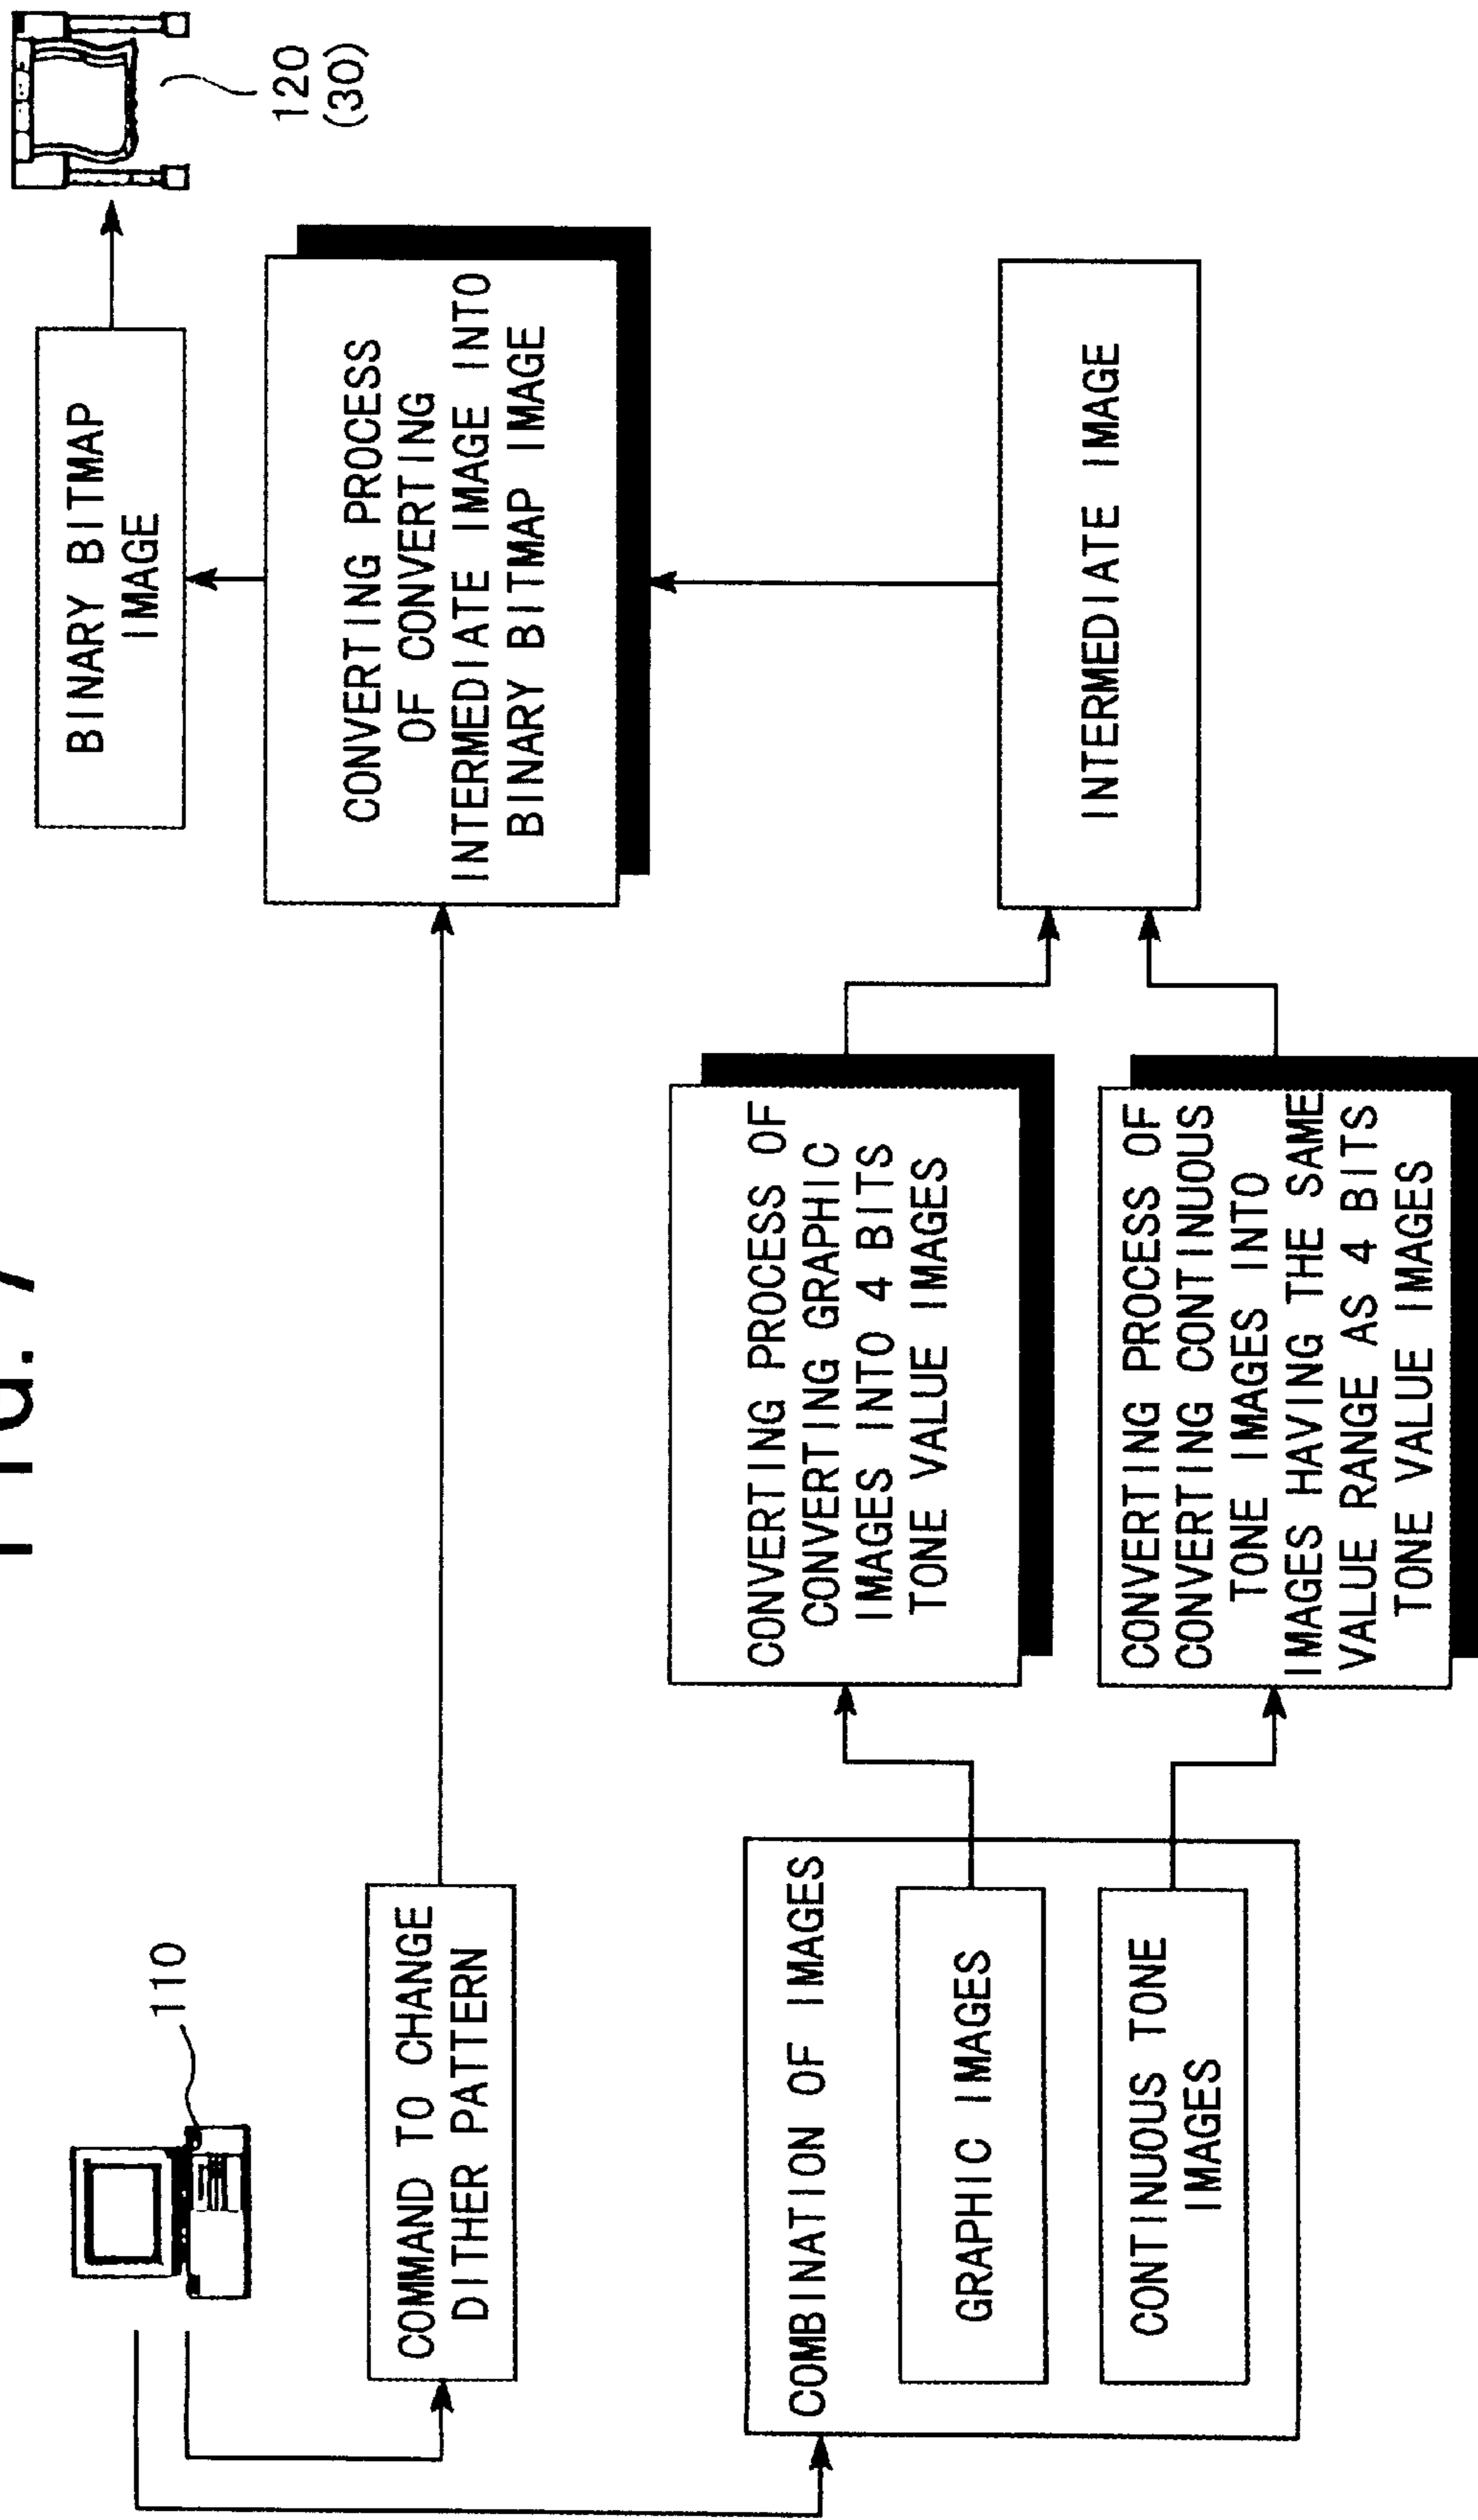 110
120
(30)
COMMAND TO CHANGE
DITHER PATTERN
COMBINATION OF IMAGES
GRAPHIC IMAGES
CONTINUOUS TONE
IMAGES
CONVERTING PROCESS OF
CONVERTING GRAPHIC
IMAGES INTO 4 BITS
TONE VALUE IMAGES
CONVERTING PROCESS OF
CONVERTING CONTINUOUS
TONE IMAGES INTO
IMAGES HAVING THE SAME
VALUE RANGE AS 4 BITS
TONE VALUE IMAGES
INTERMEDIATE IMAGE
CONVERTING PROCESS
OF CONVERTING
INTERMEDIATE IMAGE INTO
BINARY BITMAP IMAGE
BINARY BITMAP
IMAGE